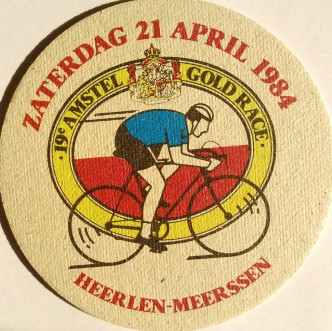 ZATERDAG 21 APRIL 1984
19e AMSTEL GOLD RACE
HEERLEN-MEERSSEN